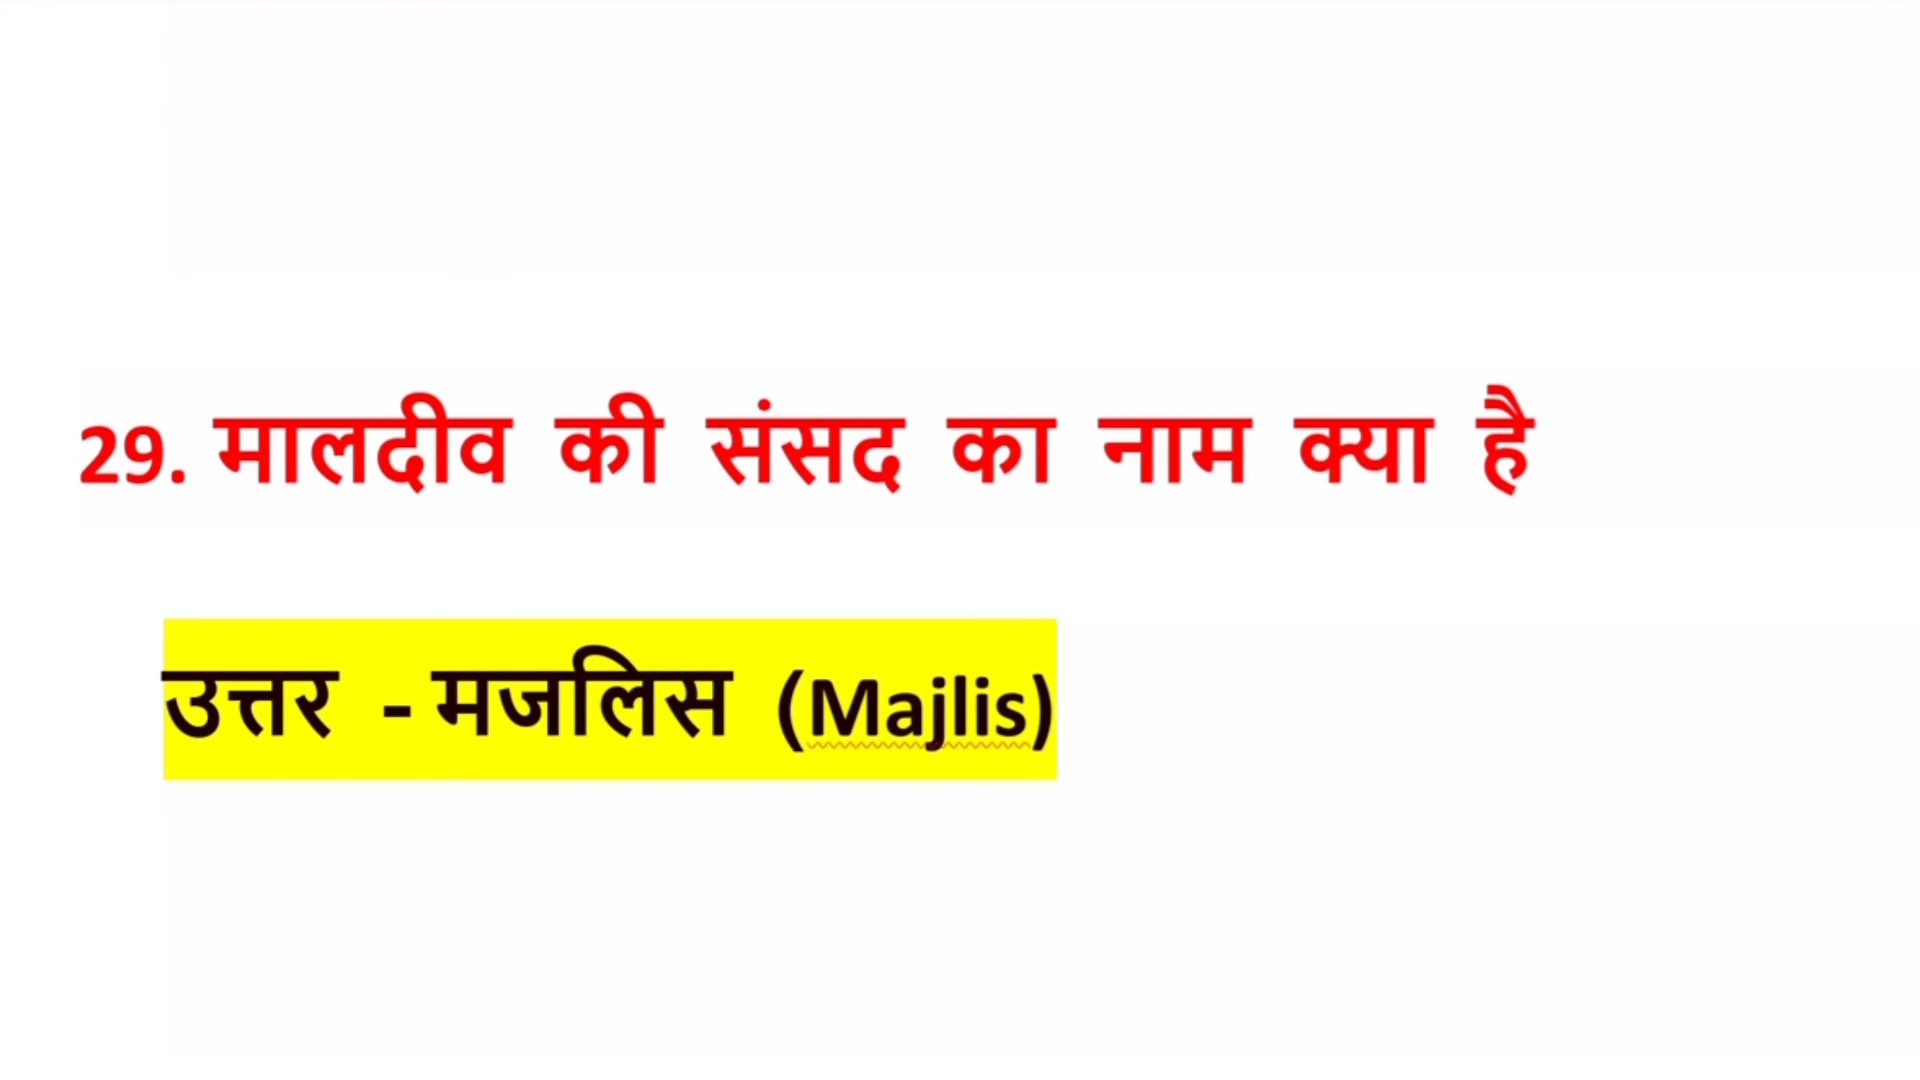 29. मालदीव की संसद का नाम क्या है
उत्तर - मजलिस (Majlis)